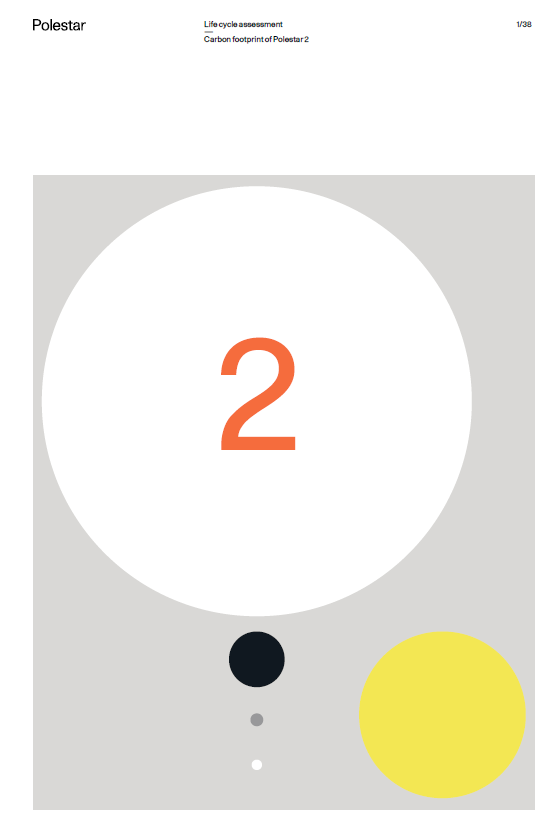 Polestar
Life cycle assessment
Carbon footprint of Polestar 2
1/38
2